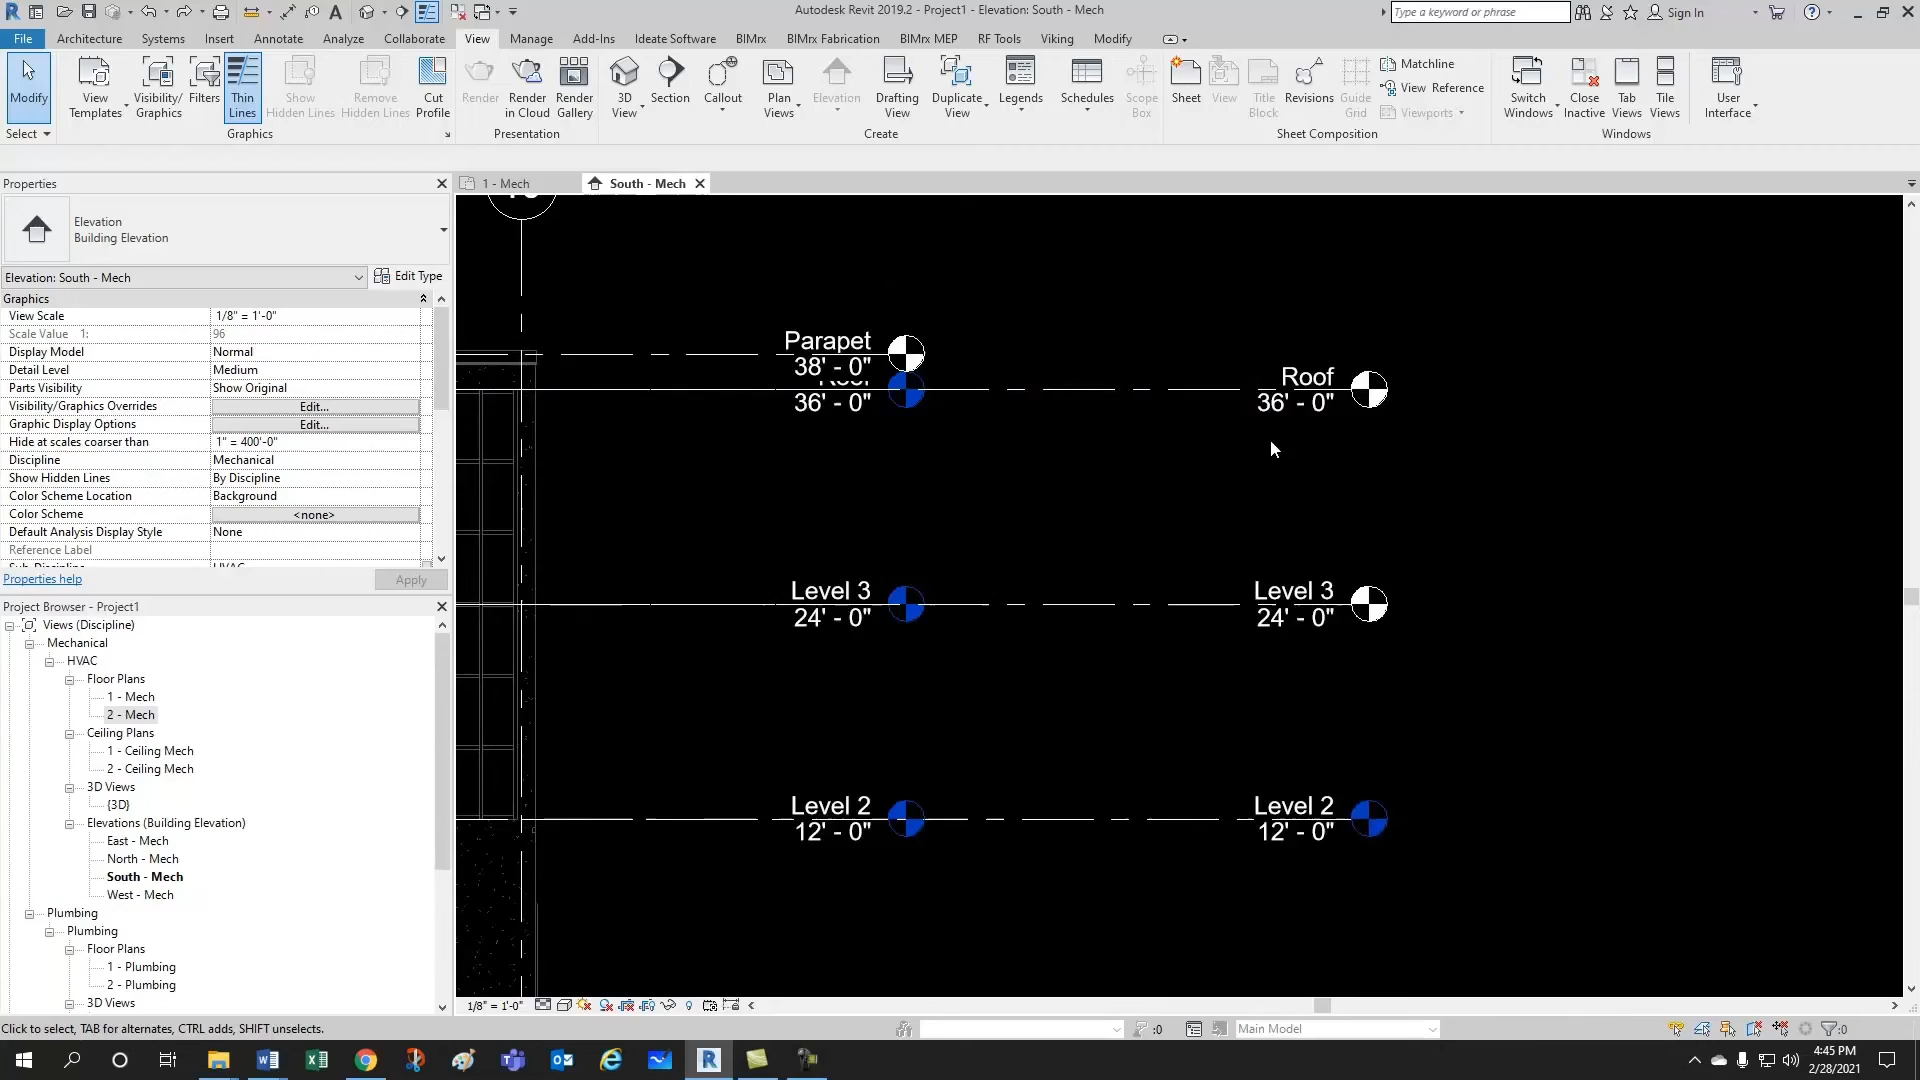 Autodesk Revit 2019.2 - Project1 - Elevation: South - Mech
Type a keyword or phrase
Sign In
File Architecture Systems Insert Annotate Analyze Collaborate View Manage Add-Ins Ideate Software BIMrx BIMrx Fabrication BIMrx MEP RF Tools Viking Modify
Modify
View Templates
Visibility/ Graphics
Filters
Thin Lines
Show Hidden Lines
Remove Hidden Lines
Cut Profile
Render
Render in Cloud
Render Gallery
3D View
Section
Callout
Plan Views
Elevation
Drafting View
Duplicate View
Legends
Schedules
Scope Box
Sheet
View
Title Block
Revisions
Guide Grid
Matchline
View Reference
Viewports
Switch Windows
Close Inactive
Tab Views
Tile Views
User Interface
Select Graphics Presentation Create Sheet Composition Windows
Properties
1 - Mech
South - Mech
Elevation
Building Elevation
Elevation: South - Mech
Edit Type
Graphics
View Scale 1/8" = 1'-0"
Scale Value 1: 96
Display Model Normal
Detail Level Medium
Parts Visibility Show Original
Visibility/Graphics Overrides Edit...
Graphic Display Options Edit...
Hide at scales coarser than 1" = 400'-0"
Discipline Mechanical
Show Hidden Lines By Discipline
Color Scheme Location Background
Color Scheme <none>
Default Analysis Display Style None
Reference Label
Properties help
Apply
Project Browser - Project1
Views (Discipline)
Mechanical
HVAC
Floor Plans
1 - Mech
2 - Mech
Ceiling Plans
1 - Ceiling Mech
2 - Ceiling Mech
3D Views
{3D}
Elevations (Building Elevation)
East - Mech
North - Mech
South - Mech
West - Mech
Plumbing
Plumbing
Floor Plans
1 - Plumbing
2 - Plumbing
3D Views
Parapet
38' - 0"
36' - 0"
Roof
36' - 0"
Level 3
24' - 0"
Level 3
24' - 0"
Level 2
12' - 0"
Level 2
12' - 0"
1/8" = 1'-0"
Click to select, TAB for alternates, CTRL adds, SHIFT unselects.
:0
Main Model
:0
4:45 PM
2/28/2021